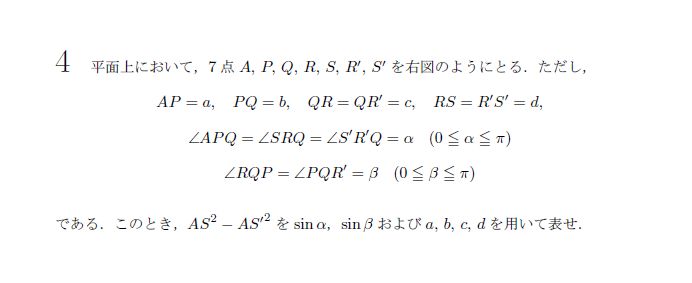 4 平面上において，7点 A, P, Q, R, S, R′, S′ を右図のようにとる．ただし，
AP = a, PQ = b, QR = QR′ = c, RS = R′S′ = d,
∠APQ = ∠SRQ = ∠S′R′Q = α (0 ≦ α ≦ π)
∠RQP = ∠PQR′ = β (0 ≦ β ≦ π)
である．このとき，AS² − AS′² を sin α，sin β および a, b, c, d を用いて表せ．